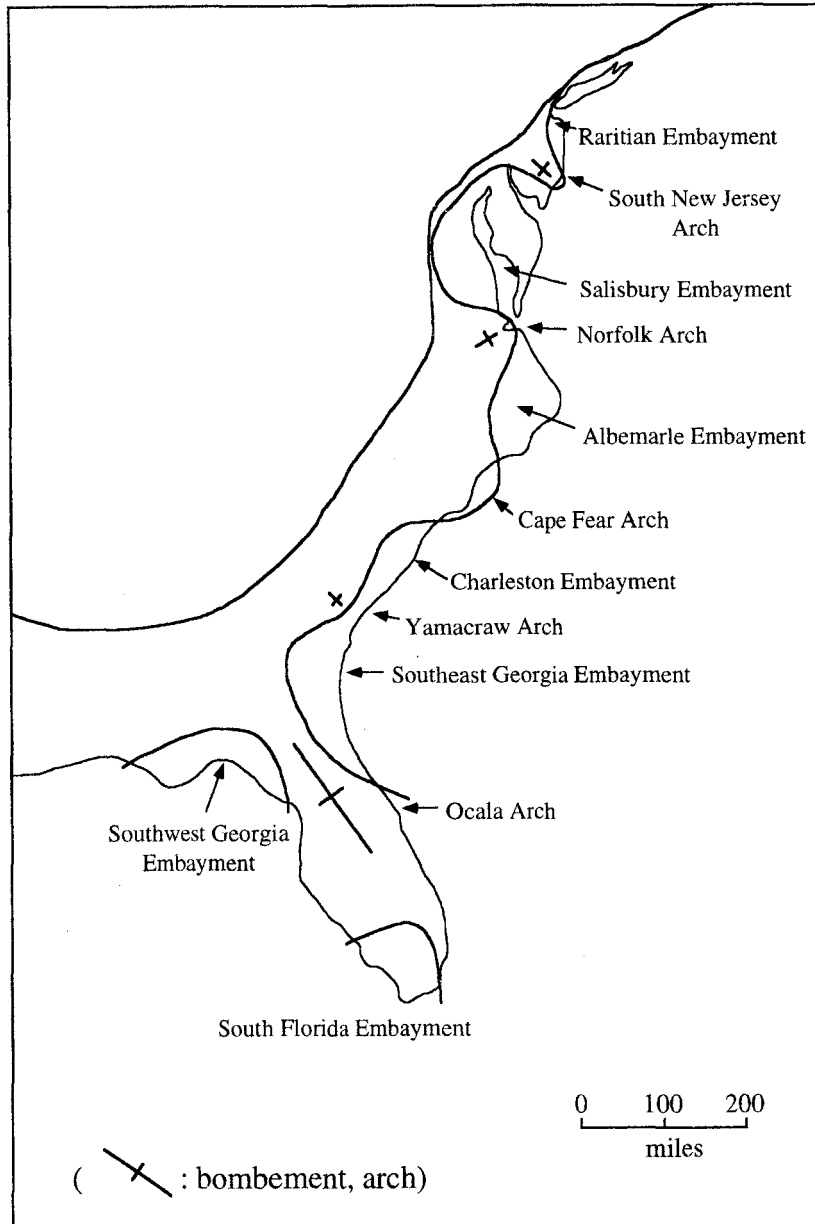 Raritian Embayment
South New Jersey
Arch
Salisbury Embayment
Norfolk Arch
Albemarle Embayment
Cape Fear Arch
Charleston Embayment
Yamacraw Arch
Southeast Georgia Embayment
Ocala Arch
Southwest Georgia
Embayment
South Florida Embayment
0 100 200
miles
( : bombement, arch)